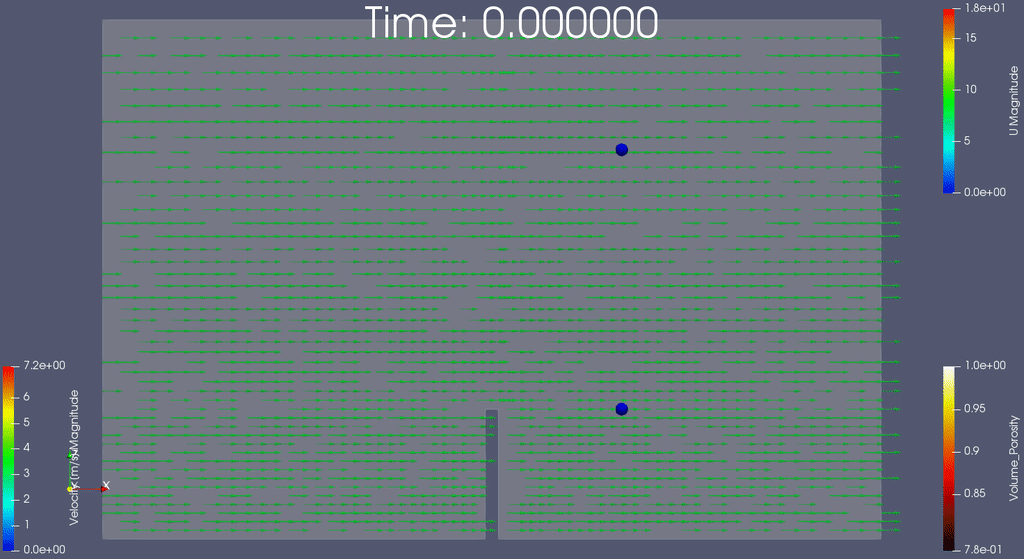 Time: 0.000000
1.8e+01
15
10
5
0.0e+00
U Magnitude
7.2e+00
6
5
4
3
2
1
0.0e+00
Velocity(m/s) Magnitude
X
1.0e+00
0.95
0.9
0.85
7.8e-01
Volume_Porosity